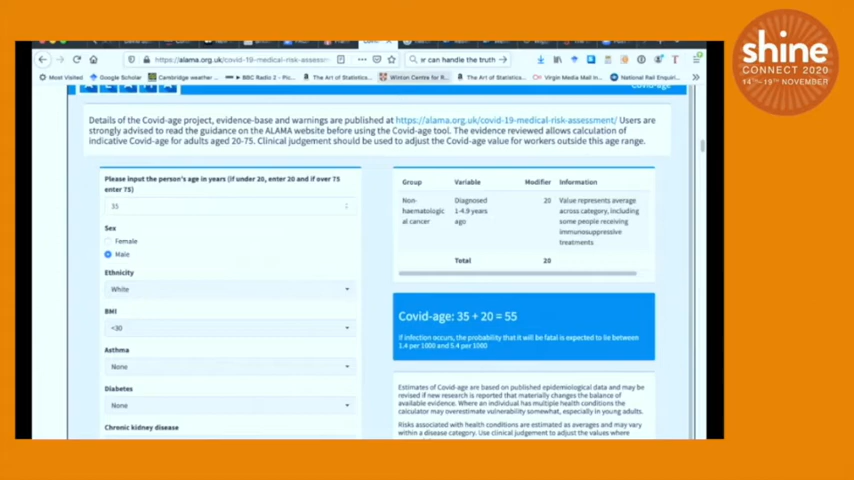 shine
CONNECT 2020
14TH-19TH NOVEMBER
https://alama.org.uk/covid-19-medical-risk-assessm
ur can handle the truth
Most Visited
Google Scholar
Cambridge weather ...
BBC Radio 2 - Po...
The Art of Statistics...
Winton Centre for R...
The Art of Statistics...
Virgin Media Mail in...
National Rail Enquiri...
Covid-age
Details of the Covid-age project, evidence-base and warnings are published at https://alama.org.uk/covid-19-medical-risk-assessment/ Users are
strongly advised to read the guidance on the ALAMA website before using the Covid-age tool. The evidence reviewed allows calculation of
indicative Covid-age for adults aged 20-75. Clinical judgement should be used to adjust the Covid-age value for workers outside this age range.
Please input the person's age in years (if under 20, enter 20 and if over 75
enter 75)
35
Sex
Female
Male
Ethnicity
White
BMI
<30
Asthma
None
Diabetes
None
Chronic kidney disease
Group Variable Modifier Information
Non- Diagnosed 20 Value represents average
haematologic 1-4.9 years across category, including
al cancer ago some people receiving
immunosuppressive
treatments
Total 20
Covid-age: 35 + 20 = 55
If infection occurs, the probability that it will be fatal is expected to lie between
1.4 per 1000 and 5.4 per 1000
Estimates of Covid-age are based on published epidemiological data and may be
revised if new research is reported that materially changes the balance of
available evidence. Where an individual has multiple health conditions the
calculator may overestimate vulnerability somewhat, especially in young adults.
Risks associated with health conditions are estimated as averages and may vary
within a disease category. Use clinical judgement to adjust the values where